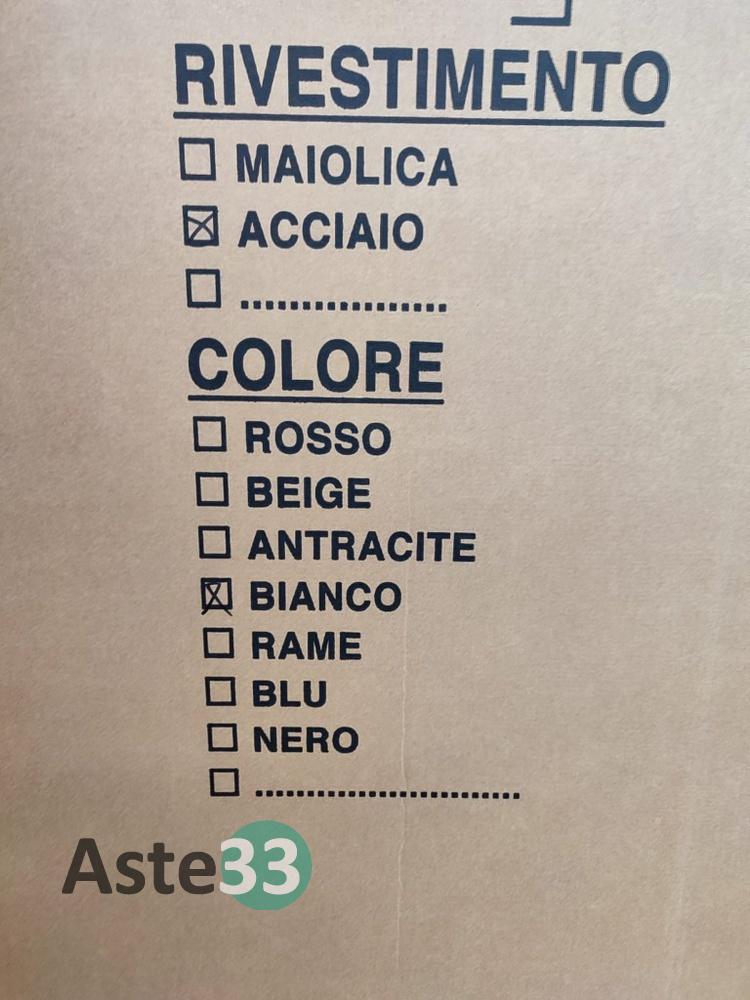 RIVESTIMENTO
☐ MAIOLICA
☒ ACCIAIO
☐ .................
COLORE
☐ ROSSO
☐ BEIGE
☐ ANTRACITE
☒ BIANCO
☐ RAME
☐ BLU
☐ NERO
☐ ..........................
Aste33